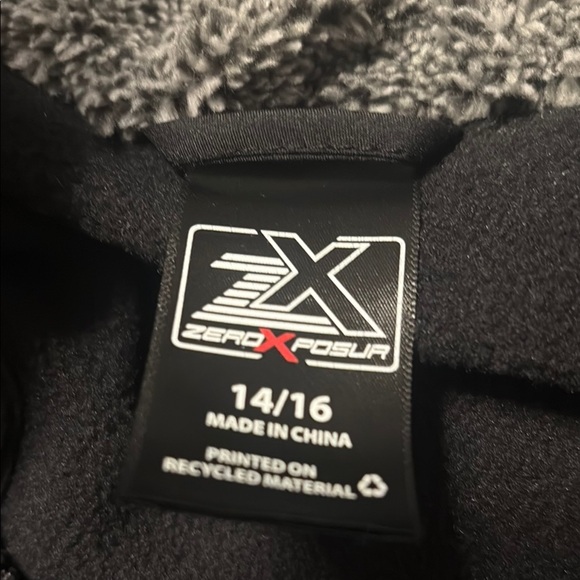 ZX
ZEROXPOSUR
14/16
MADE IN CHINA
PRINTED ON
RECYCLED MATERIAL